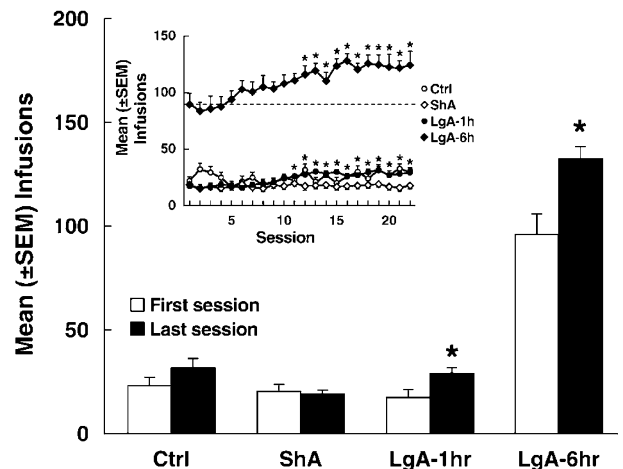 200
150
100
50
0
Mean (±SEM) Infusions
150
100
50
0
Mean (±SEM)
Infusions
* * * * * * * * * *
* * * * * * * * * * *
5 10 15 20
Session
Ctrl
ShA
LgA-1h
LgA-6h
First session
Last session
*
*
Ctrl ShA LgA-1hr LgA-6hr